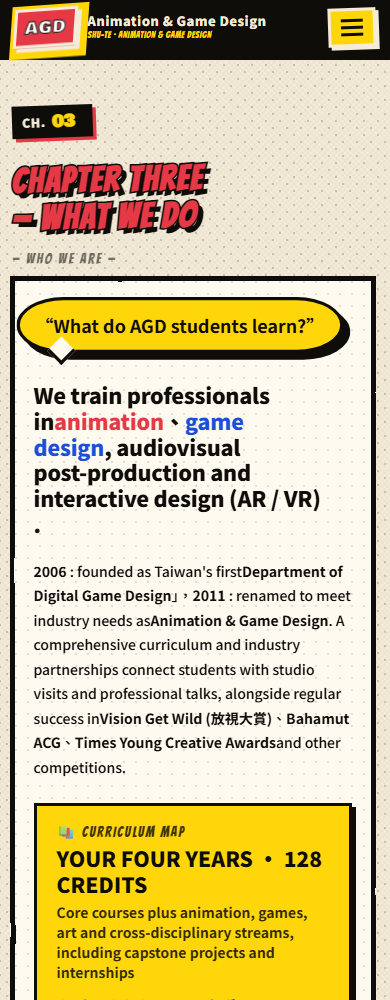 AGD
Animation & Game Design
SHU-TE · ANIMATION & GAME DESIGN
CH. 03
CHAPTER THREE
– WHAT WE DO
– WHO WE ARE –
“What do AGD students learn?”
We train professionals
inanimation、game
design, audiovisual
post-production and
interactive design (AR / VR)
.
2006 : founded as Taiwan's firstDepartment of
Digital Game Design」，2011 : renamed to meet
industry needs asAnimation & Game Design. A
comprehensive curriculum and industry
partnerships connect students with studio
visits and professional talks, alongside regular
success inVision Get Wild (放視大賞)、Bahamut
ACG、Times Young Creative Awardsand other
competitions.
CURRICULUM MAP
YOUR FOUR YEARS ・ 128
CREDITS
Core courses plus animation, games,
art and cross-disciplinary streams,
including capstone projects and
internships